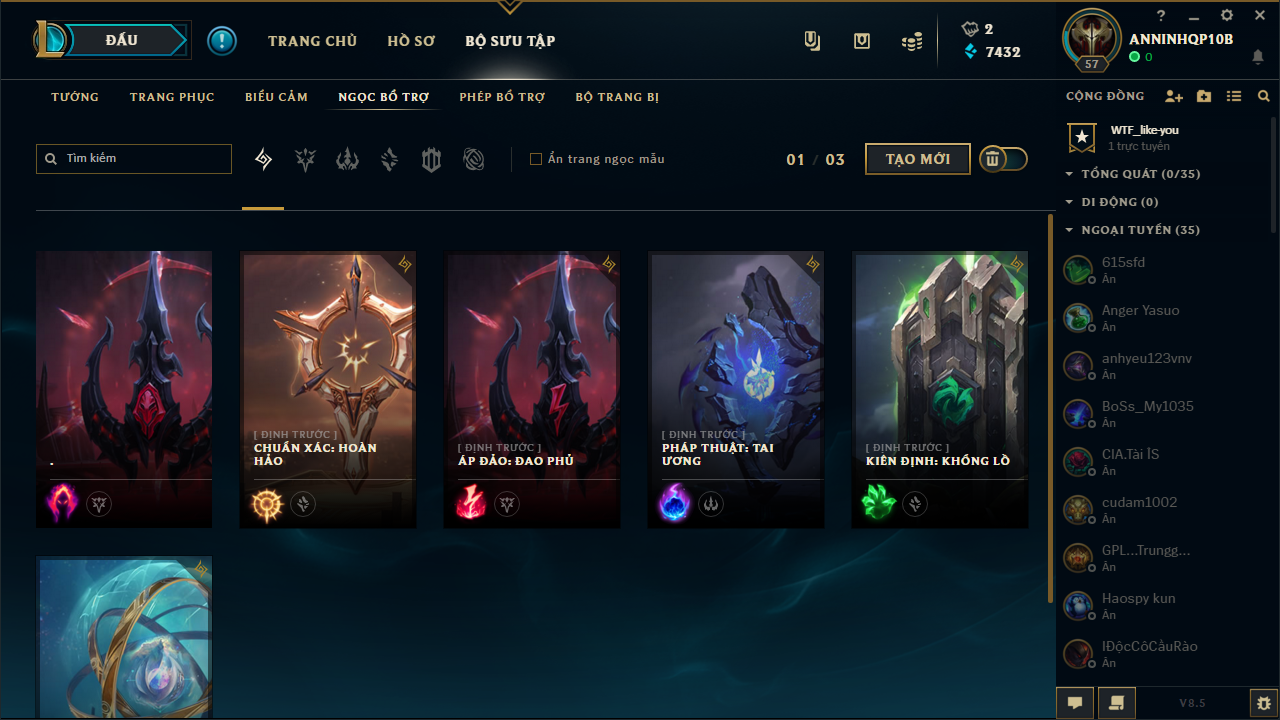 ĐẤU
TRANG CHỦ
HỒ SƠ
BỘ SƯU TẬP
2
7432
57
?
ANNINHQP10B
0
TƯỚNG
TRANG PHỤC
BIỂU CẢM
NGỌC BỔ TRỢ
PHÉP BỔ TRỢ
BỘ TRANG BỊ
CỘNG ĐỒNG
Tìm kiếm
Ẩn trang ngọc mẫu
01 / 03
TẠO MỚI
WTF_like-you
1 trực tuyến
TỔNG QUÁT (0/35)
DI ĐỘNG (0)
NGOẠI TUYẾN (35)
.
[ ĐỊNH TRƯỚC ]
CHUẨN XÁC: HOÀN
HẢO
[ ĐỊNH TRƯỚC ]
ÁP ĐẢO: ĐAO PHỦ
[ ĐỊNH TRƯỚC ]
PHÁP THUẬT: TAI
ƯƠNG
[ ĐỊNH TRƯỚC ]
KIÊN ĐỊNH: KHỔNG LỒ
615sfd
Ẩn
Anger Yasuo
Ẩn
anhyeu123vnv
Ẩn
BoSs_My1035
Ẩn
CIA.Tài ÌS
Ẩn
cudam1002
Ẩn
GPL...Trungg...
Ẩn
Haospy kun
Ẩn
IĐộcCôCầuRào
Ẩn
V8.5